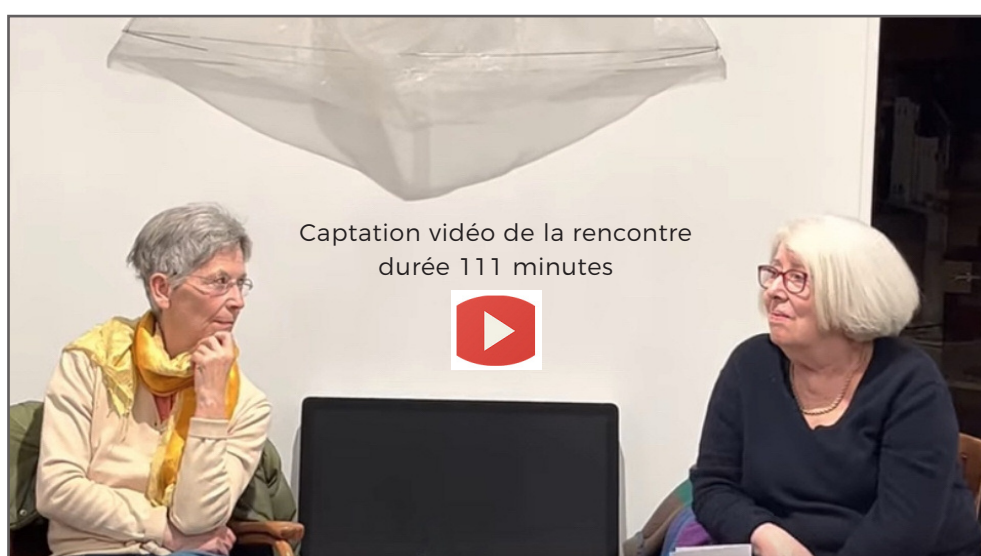 Captation vidéo de la rencontre
durée 111 minutes